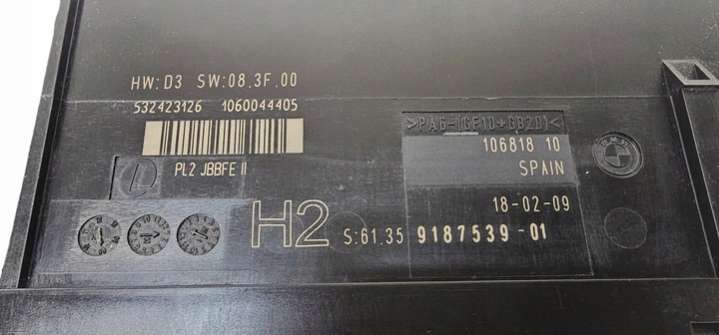 HW:D3 SW:08.3F.00
532423126 1060044405
PL2 JBBFE II
>PA6-(GF10+GB20)<
106818 10
SPAIN
18-02-09
H2
S:61.35 9187539-01